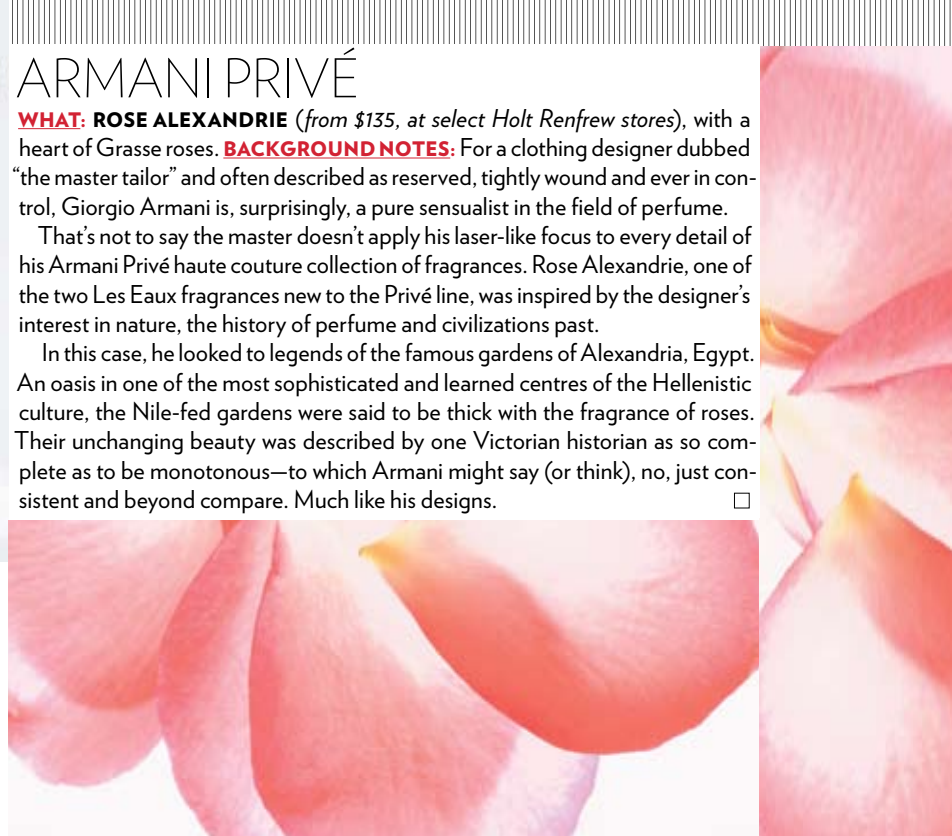 ARMANI PRIVÉ
WHAT: ROSE ALEXANDRIE (from $135, at select Holt Renfrew stores), with a
heart of Grasse roses. BACKGROUND NOTES: For a clothing designer dubbed
“the master tailor” and often described as reserved, tightly wound and ever in con-
trol, Giorgio Armani is, surprisingly, a pure sensualist in the field of perfume.
That’s not to say the master doesn’t apply his laser-like focus to every detail of
his Armani Privé haute couture collection of fragrances. Rose Alexandrie, one of
the two Les Eaux fragrances new to the Privé line, was inspired by the designer’s
interest in nature, the history of perfume and civilizations past.
In this case, he looked to legends of the famous gardens of Alexandria, Egypt.
An oasis in one of the most sophisticated and learned centres of the Hellenistic
culture, the Nile-fed gardens were said to be thick with the fragrance of roses.
Their unchanging beauty was described by one Victorian historian as so com-
plete as to be monotonous—to which Armani might say (or think), no, just con-
sistent and beyond compare. Much like his designs.